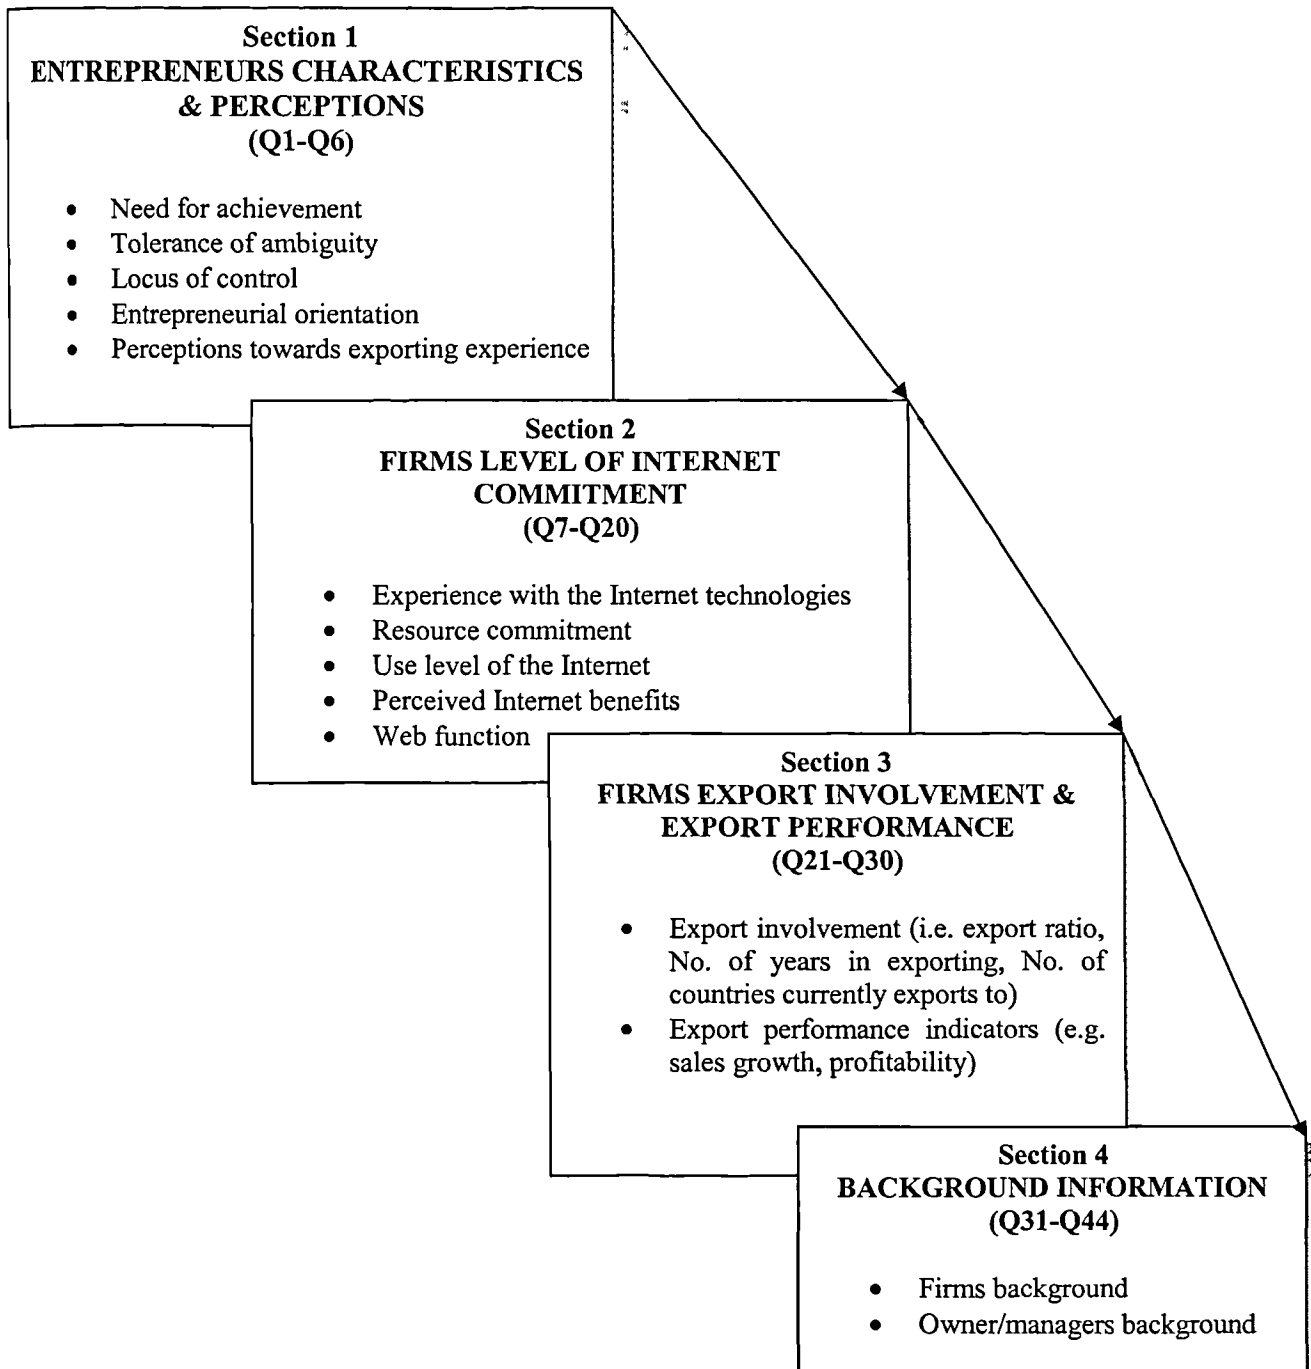 Section 1
ENTREPRENEURS CHARACTERISTICS
& PERCEPTIONS
(Q1-Q6)
• Need for achievement
• Tolerance of ambiguity
• Locus of control
• Entrepreneurial orientation
• Perceptions towards exporting experience
Section 2
FIRMS LEVEL OF INTERNET
COMMITMENT
(Q7-Q20)
• Experience with the Internet technologies
• Resource commitment
• Use level of the Internet
• Perceived Internet benefits
• Web function
Section 3
FIRMS EXPORT INVOLVEMENT &
EXPORT PERFORMANCE
(Q21-Q30)
• Export involvement (i.e. export ratio,
No. of years in exporting, No. of
countries currently exports to)
• Export performance indicators (e.g.
sales growth, profitability)
Section 4
BACKGROUND INFORMATION
(Q31-Q44)
• Firms background
• Owner/managers background